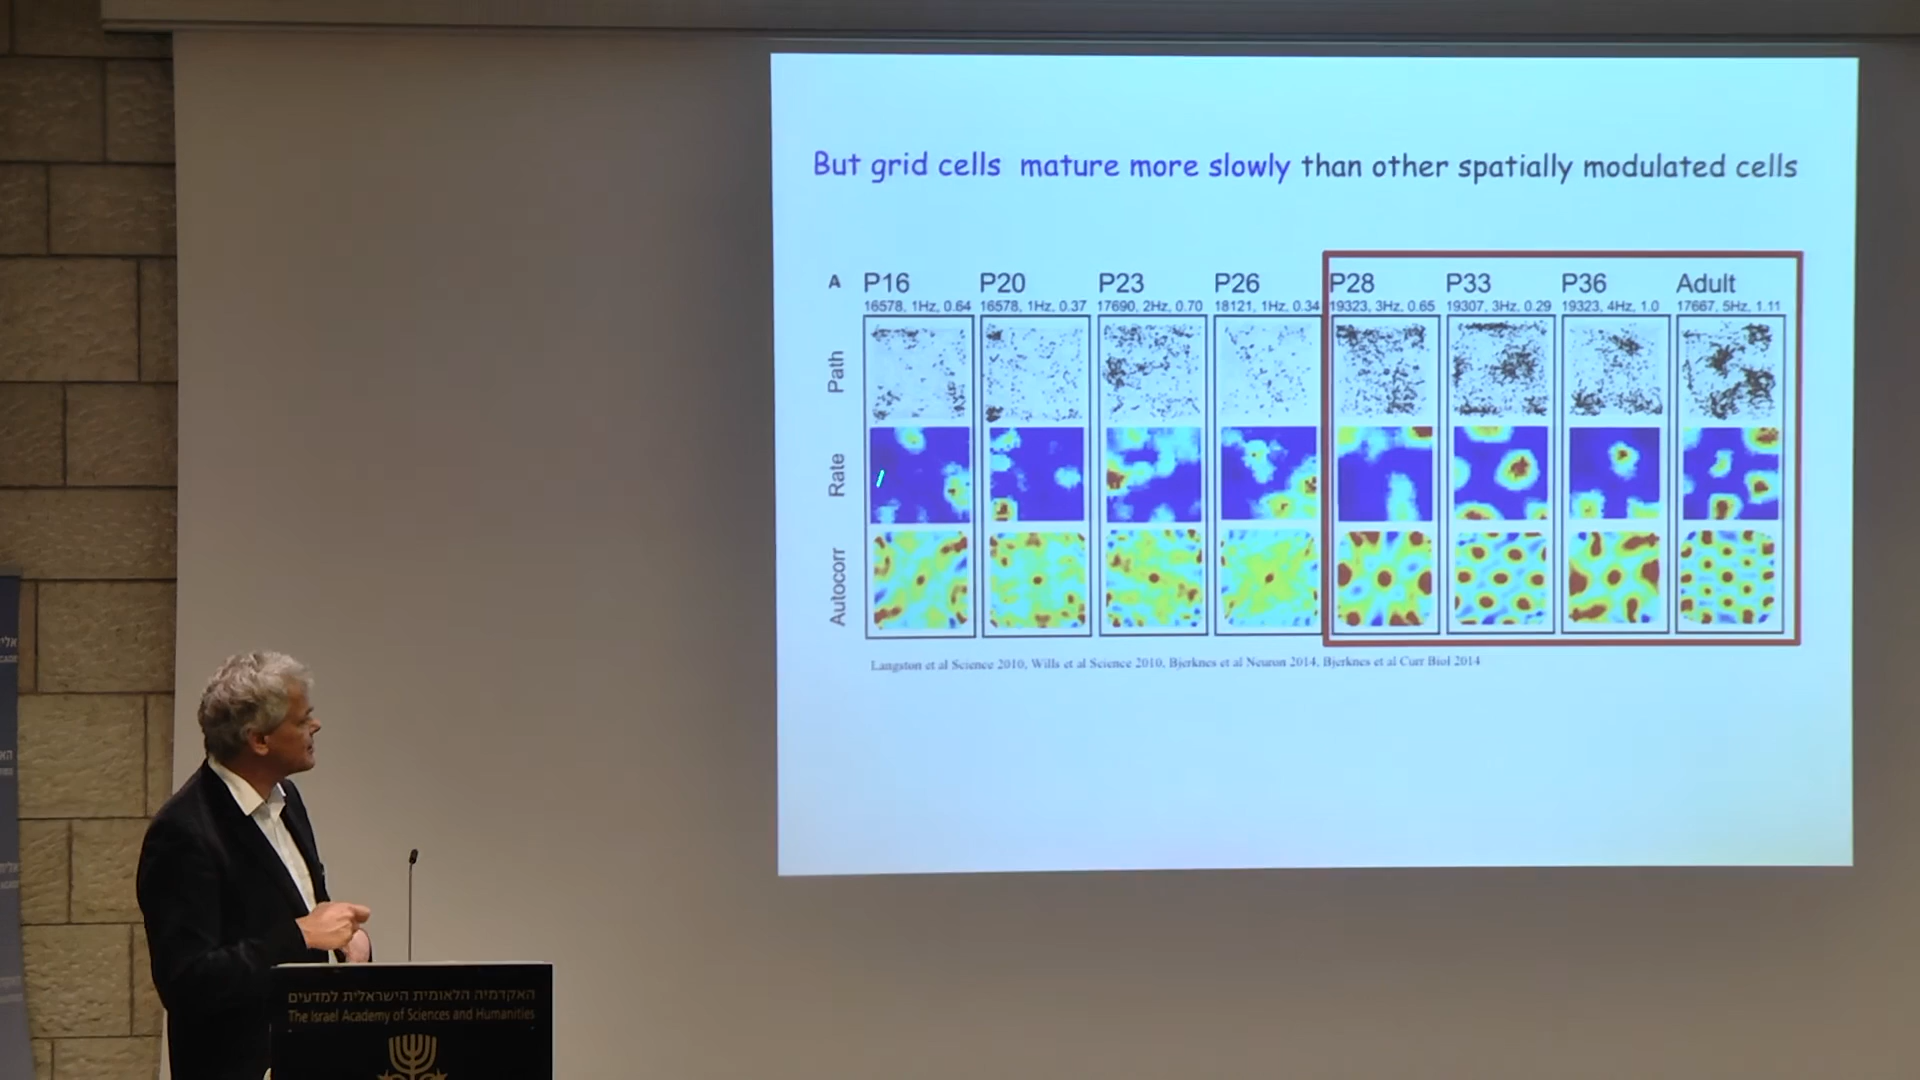 But grid cells mature more slowly than other spatially modulated cells
A P16 P20 P23 P26 P28 P33 P36 Adult
16578, 1Hz, 0.64 16578, 1Hz, 0.37 17690, 2Hz, 0.70 18121, 1Hz, 0.34 19323, 3Hz, 0.65 19307, 3Hz, 0.29 19323, 4Hz, 1.0 17667, 5Hz, 1.11
Path
Rate
Autocorr
Langston et al Science 2010, Wills et al Science 2010, Bjerknes et al Neuron 2014, Bjerknes et al Curr Biol 2014
האקדמיה הלאומית הישראלית למדעים
The Israel Academy of Sciences and Humanities